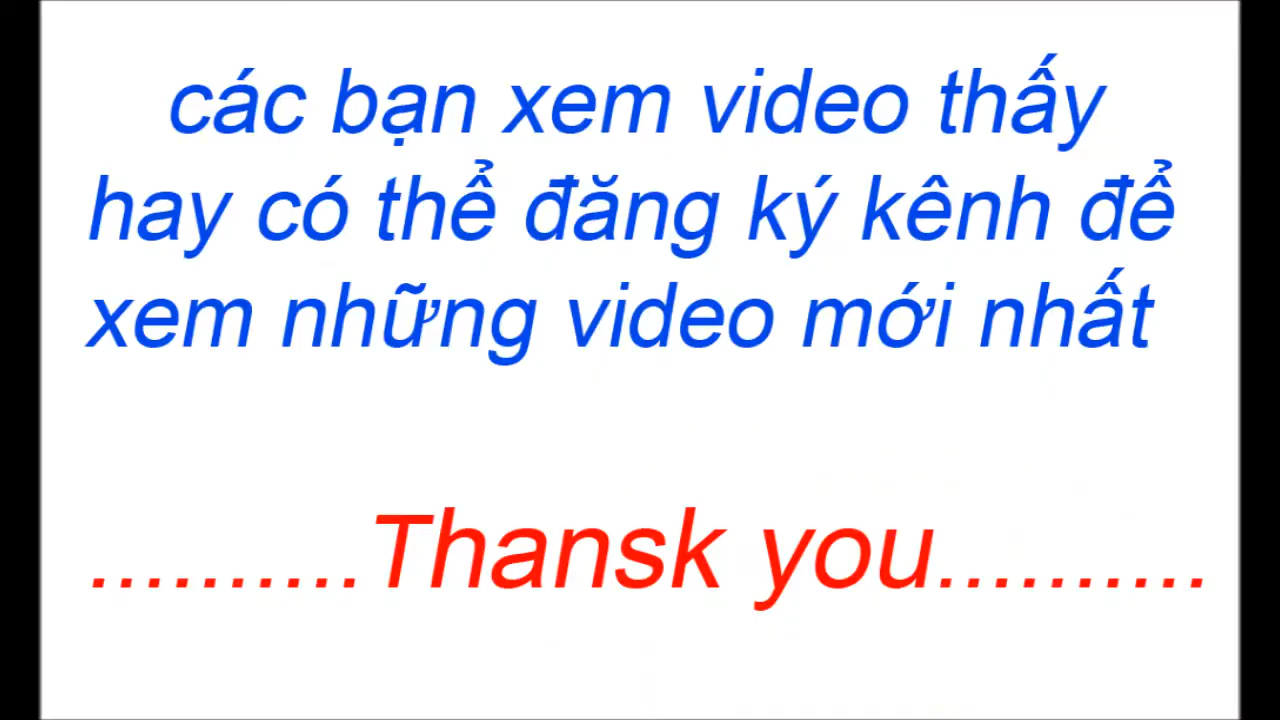 các bạn xem video thấy
hay có thể đăng ký kênh để
xem những video mới nhất
..........Thansk you..........